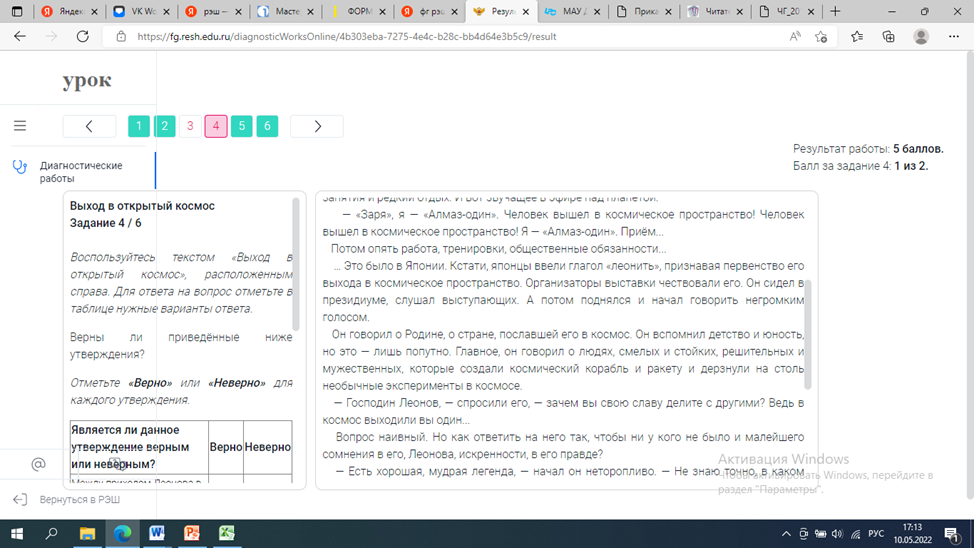 Яндек
VK Wo
рэш —
Масте
ФОРМ
фг рэш
Резул
МАУ Д
Прика
Читат
ЧГ_20
https://fg.resh.edu.ru/diagnosticWorksOnline/4b303eba-7275-4e4c-b28c-bb4d64e3b5c9/result
урок
1 2 3 4 5 6
Результат работы: 5 баллов.
Балл за задание 4: 1 из 2.
Диагностические
работы
Выход в открытый космос
Задание 4 / 6
Воспользуйтесь текстом «Выход в
открытый космос», расположенным
справа. Для ответа на вопрос отметьте в
таблице нужные варианты ответа.
Верны ли приведённые ниже
утверждения?
Отметьте «Верно» или «Неверно» для
каждого утверждения.
Является ли данное
утверждение верным
или неверным?
Верно Неверно
Между приходом Леонова в
занятия и редкий отдых. И вот звучащее в эфире над планетой:
— «Заря», я — «Алмаз-один». Человек вышел в космическое пространство! Человек
вышел в космическое пространство! Я — «Алмаз-один». Приём...
Потом опять работа, тренировки, общественные обязанности...
... Это было в Японии. Кстати, японцы ввели глагол «леонить», признавая первенство его
выхода в космическое пространство. Организаторы выставки чествовали его. Он сидел в
президиуме, слушал выступающих. А потом поднялся и начал говорить негромким
голосом.
Он говорил о Родине, о стране, пославшей его в космос. Он вспомнил детство и юность,
но это — лишь попутно. Главное, он говорил о людях, смелых и стойких, решительных и
мужественных, которые создали космический корабль и ракету и дерзнули на столь
необычные эксперименты в космосе.
— Господин Леонов, — спросили его, — зачем вы свою славу делите с другими? Ведь в
космос выходили вы один...
Вопрос наивный. Но как ответить на него так, чтобы ни у кого не было и малейшего
сомнения в его, Леонова, искренности, в его правде?
— Есть хорошая, мудрая легенда, — начал он неторопливо. — Не знаю точно, в каком
Активация Windows
Чтобы активировать Windows, перейдите в
раздел "Параметры".
Вернуться в РЭШ
РУС
17:13
10.05.2022
1